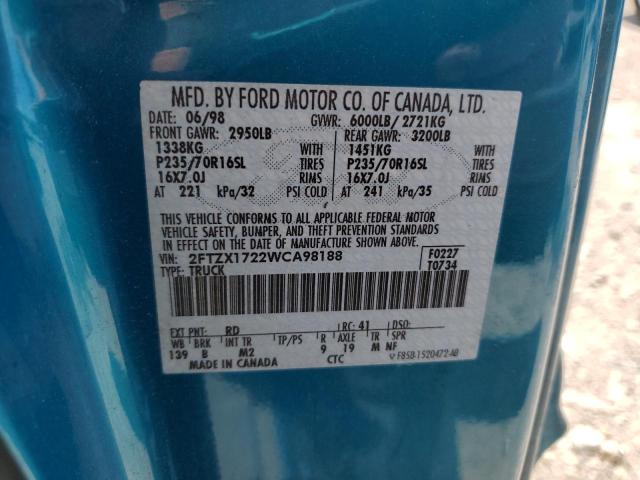 MFD. BY FORD MOTOR CO. OF CANADA, LTD.
DATE: 06/98 GVWR: 6000LB/ 2721KG
FRONT GAWR: 2950LB REAR GAWR: 3200LB
1338KG WITH 1451KG WITH
P235/70R16SL TIRES P235/70R16SL TIRES
16X7.0J RIMS 16X7.0J RIMS
AT 221 kPa/32 PSI COLD AT 241 kPa/35 PSI COLD
THIS VEHICLE CONFORMS TO ALL APPLICABLE FEDERAL MOTOR
VEHICLE SAFETY, BUMPER, AND THEFT PREVENTION STANDARDS
IN EFFECT ON THE DATE OF MANUFACTURE SHOWN ABOVE.
VIN: 2FTZX1722WCA98188 F0227
TYPE: TRUCK T0734
EXT PNT: RD RC: 41 DSO:
WB BRK INT TR TP/PS R AXLE TR SPR
139 B M2 9 19 M NF
MADE IN CANADA CTC F85B-1520472-AB